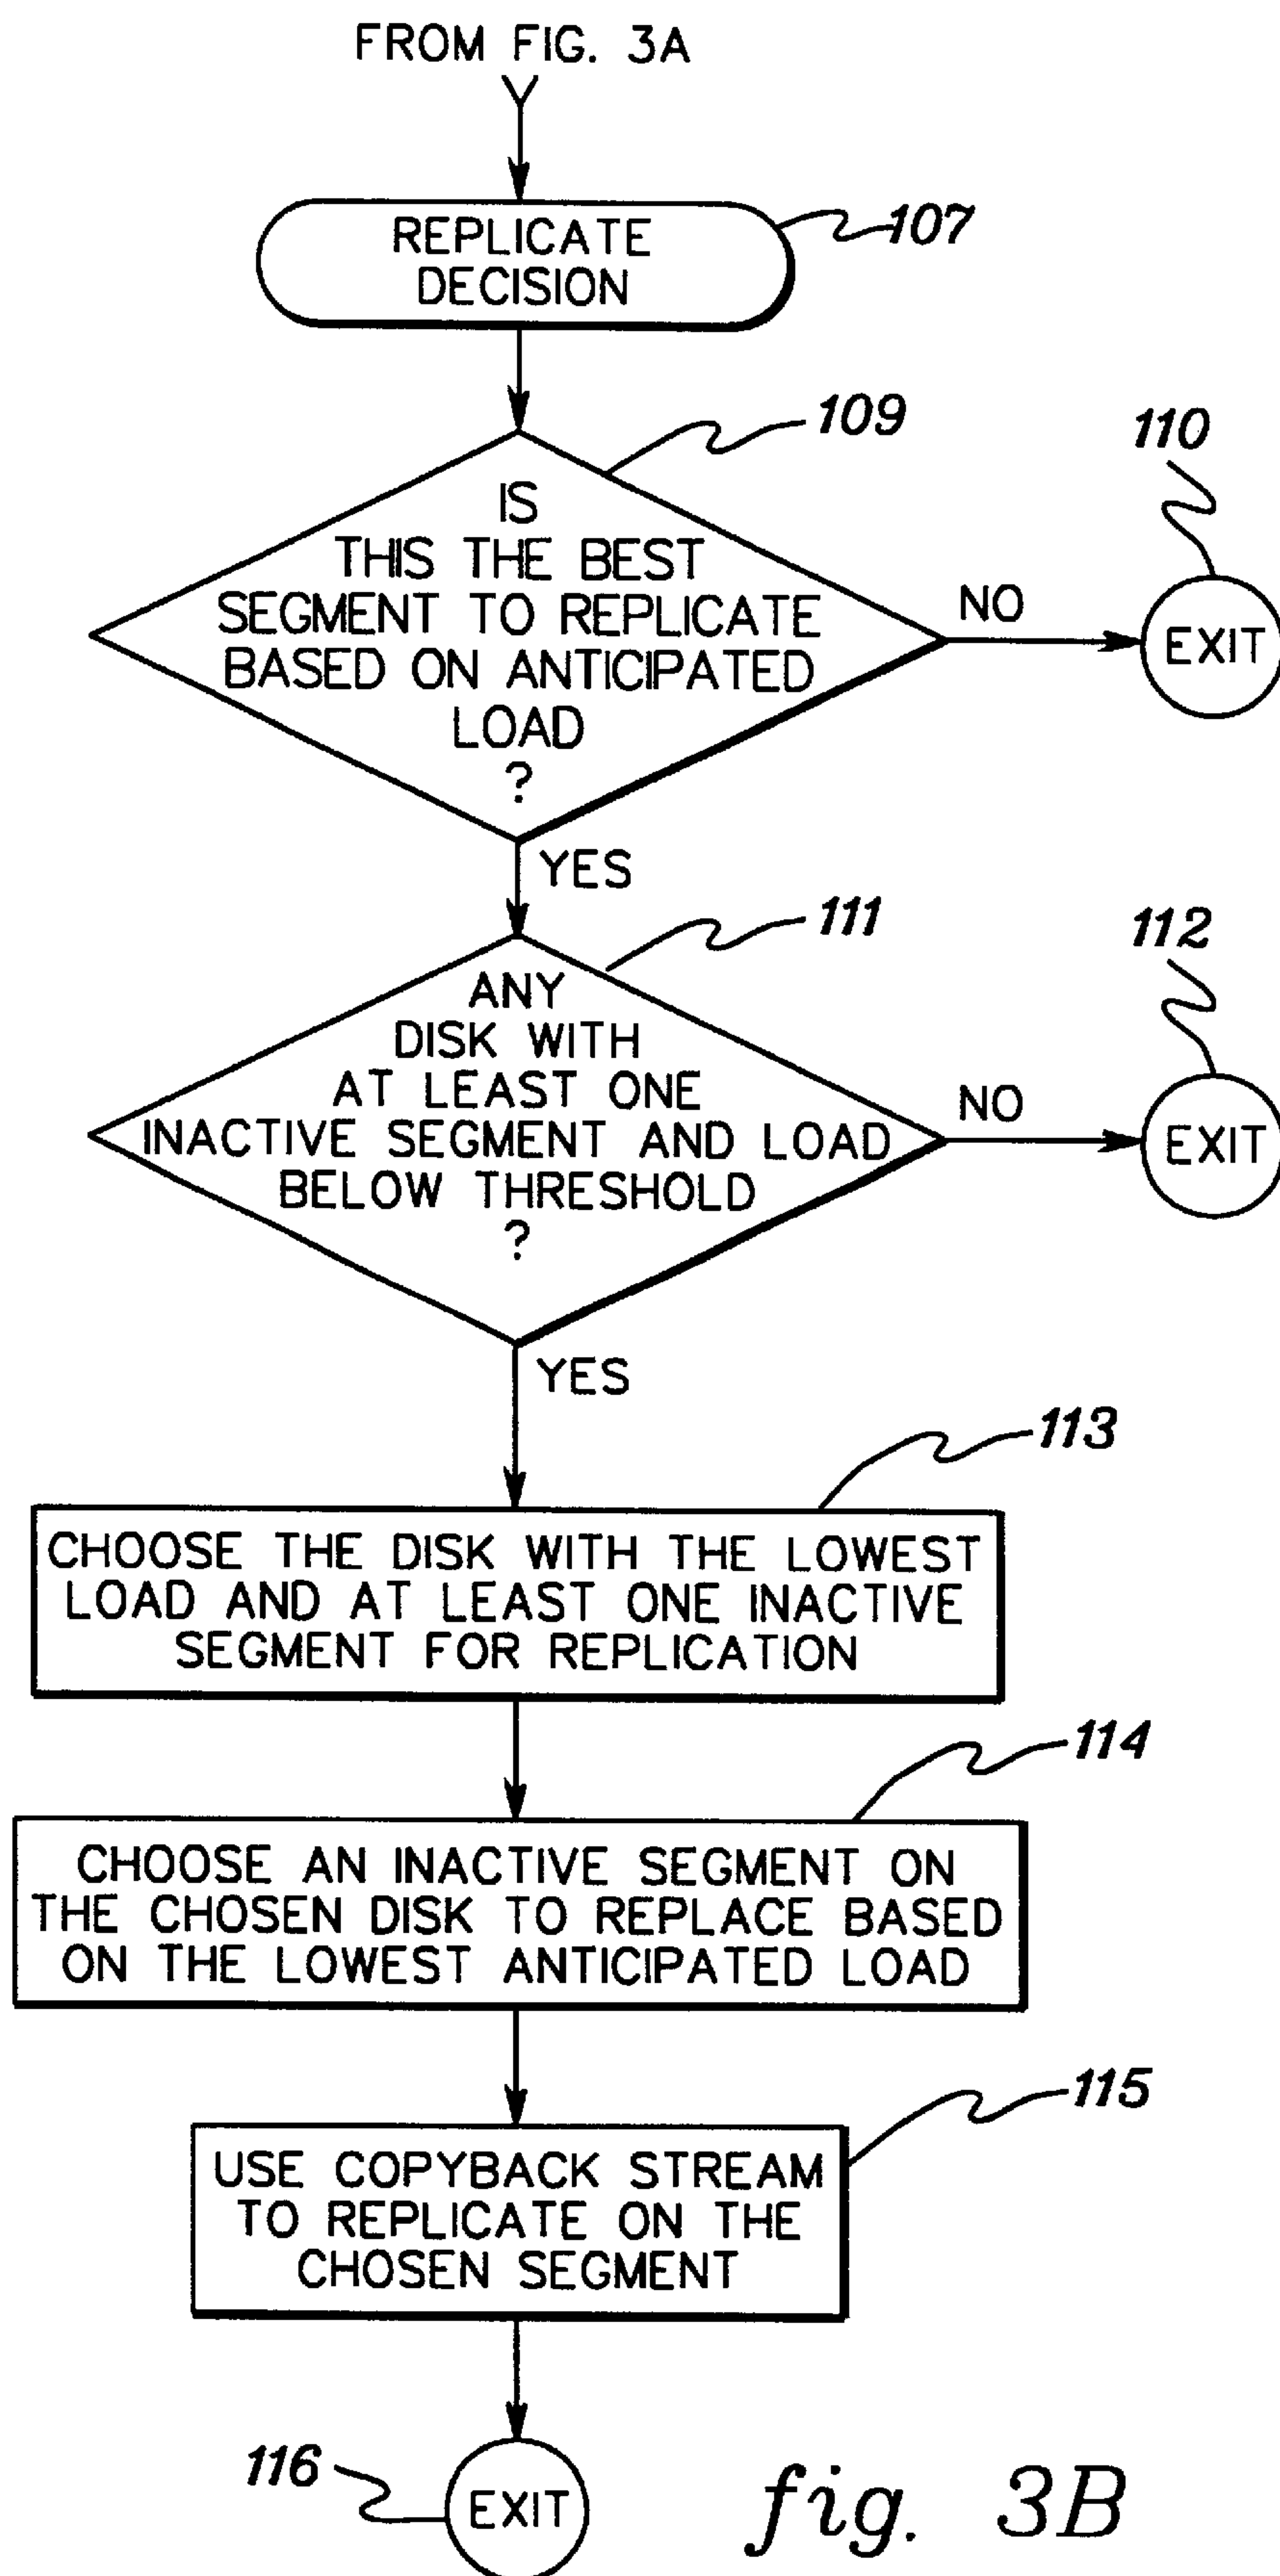 FROM FIG. 3A
REPLICATE
DECISION
107
109
IS
THIS THE BEST
SEGMENT TO REPLICATE
BASED ON ANTICIPATED
LOAD
?
NO
110
EXIT
YES
111
ANY
DISK WITH
AT LEAST ONE
INACTIVE SEGMENT AND LOAD
BELOW THRESHOLD
?
NO
112
EXIT
YES
113
CHOOSE THE DISK WITH THE LOWEST
LOAD AND AT LEAST ONE INACTIVE
SEGMENT FOR REPLICATION
114
CHOOSE AN INACTIVE SEGMENT ON
THE CHOSEN DISK TO REPLACE BASED
ON THE LOWEST ANTICIPATED LOAD
115
USE COPYBACK STREAM
TO REPLICATE ON THE
CHOSEN SEGMENT
116
EXIT
fig. 3B